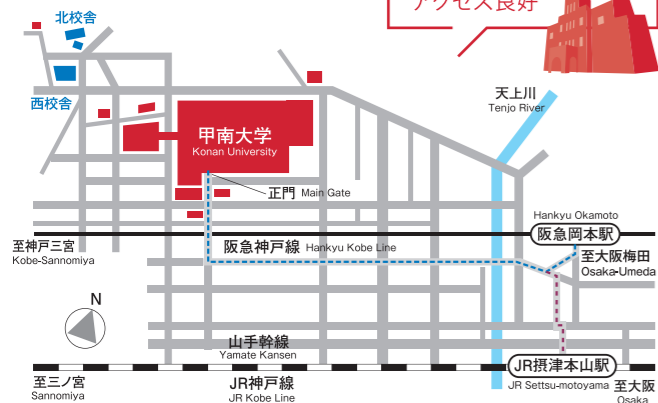 アクセス良好
北校舎
西校舎
天上川
Tenjo River
甲南大学
Konan University
正門 Main Gate
Hankyu Okamoto
阪急岡本駅
至神戸三宮
Kobe-Sannomiya
阪急神戸線 Hankyu Kobe Line
至大阪梅田
Osaka-Umeda
N
山手幹線
Yamate Kansen
JR摂津本山駅
JR Settsu-motoyama
至三ノ宮
Sannomiya
JR神戸線
JR Kobe Line
至大阪
Osaka